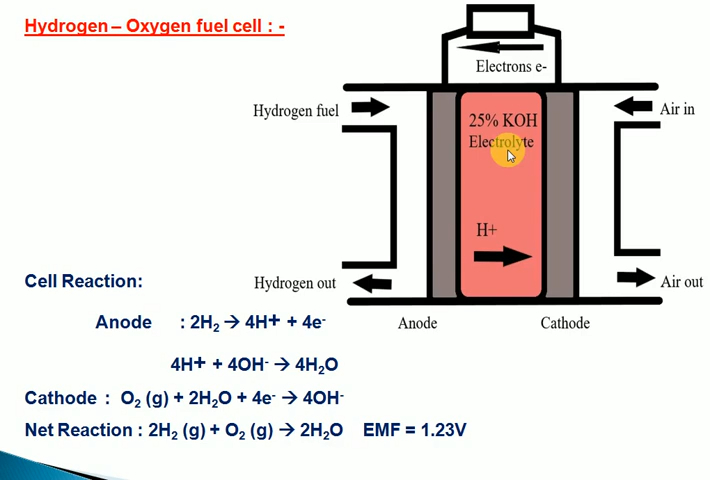 Hydrogen – Oxygen fuel cell : -
Electrons e-
Hydrogen fuel
Air in
25% KOH
Electrolyte
H+
Hydrogen out
Air out
Anode
Cathode
Cell Reaction:
Anode : 2H₂ → 4H+ + 4e⁻
4H+ + 4OH⁻ → 4H₂O
Cathode : O₂ (g) + 2H₂O + 4e⁻ → 4OH⁻
Net Reaction : 2H₂ (g) + O₂ (g) → 2H₂O EMF = 1.23V